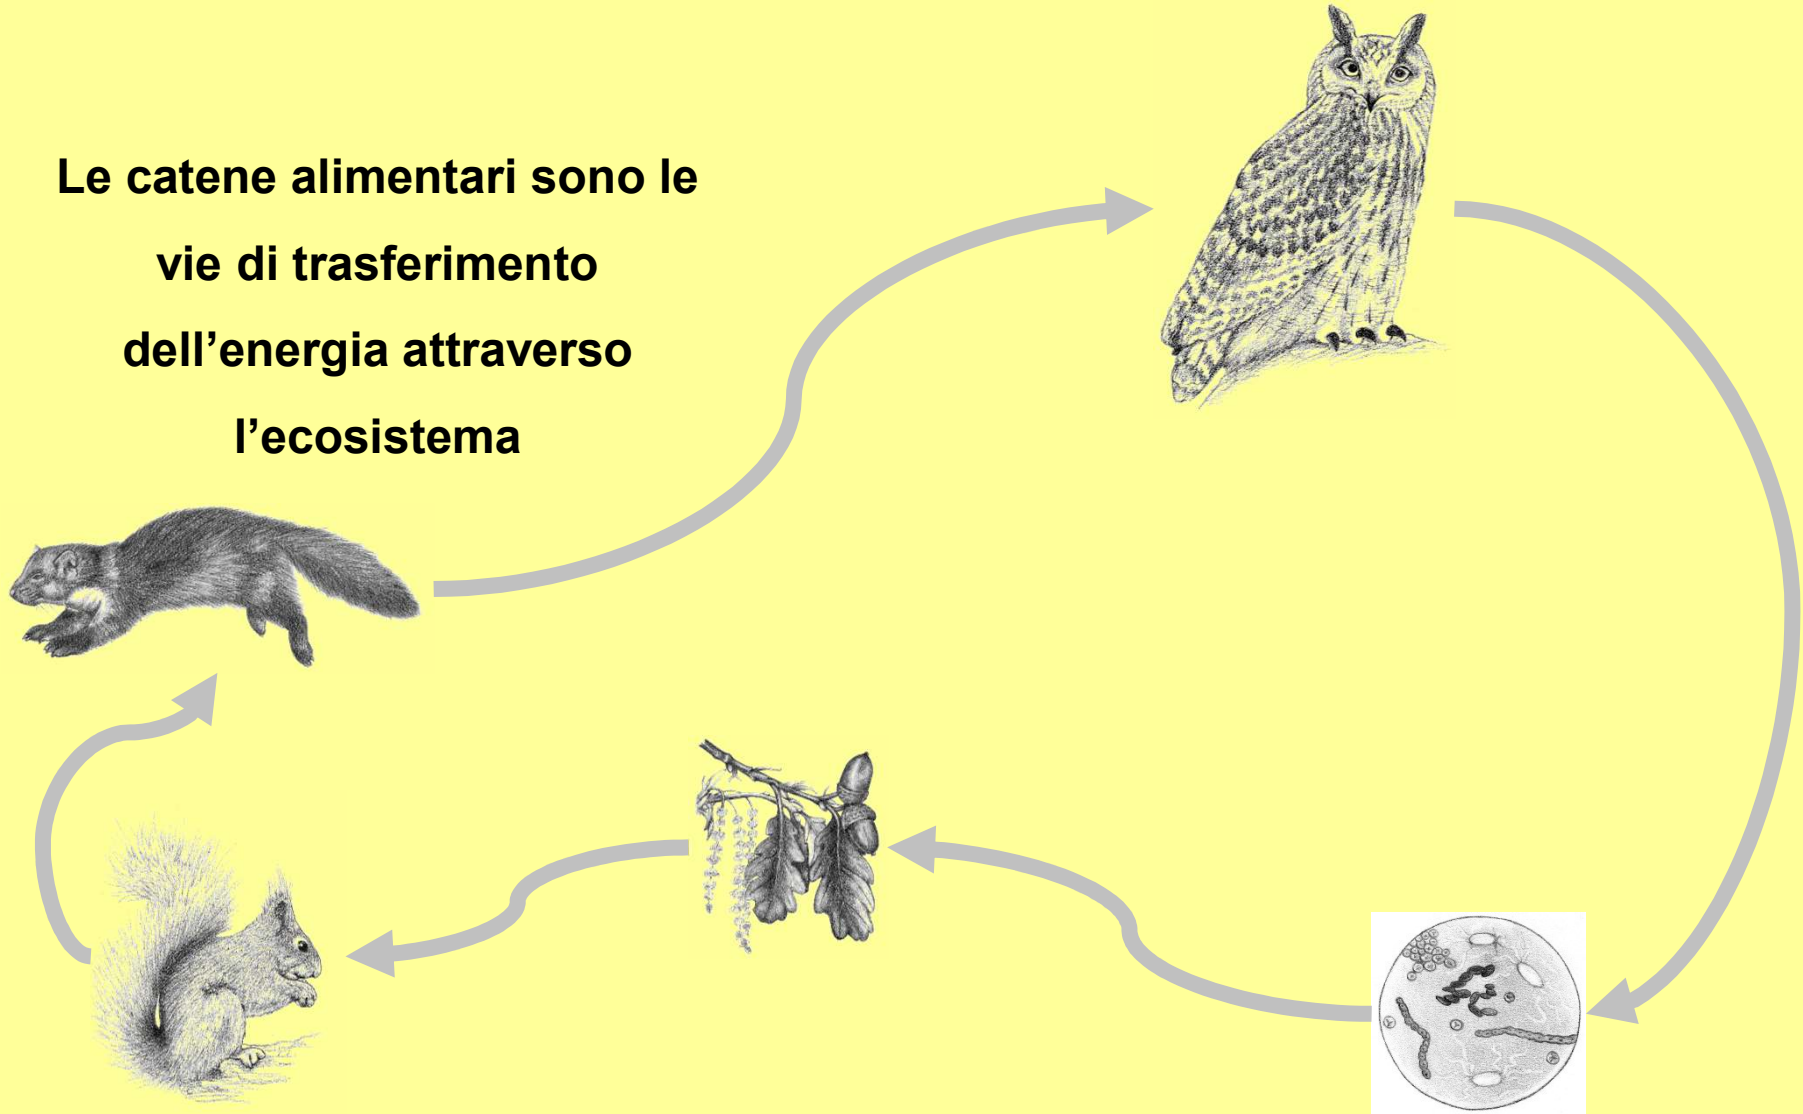 Le catene alimentari sono le
vie di trasferimento
dell’energia attraverso
l’ecosistema